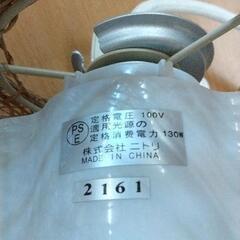 PS
E
定格電圧 100V
適用光源の
定格消費電力 130W
株式会社 ニトリ
MADE IN CHINA
2161